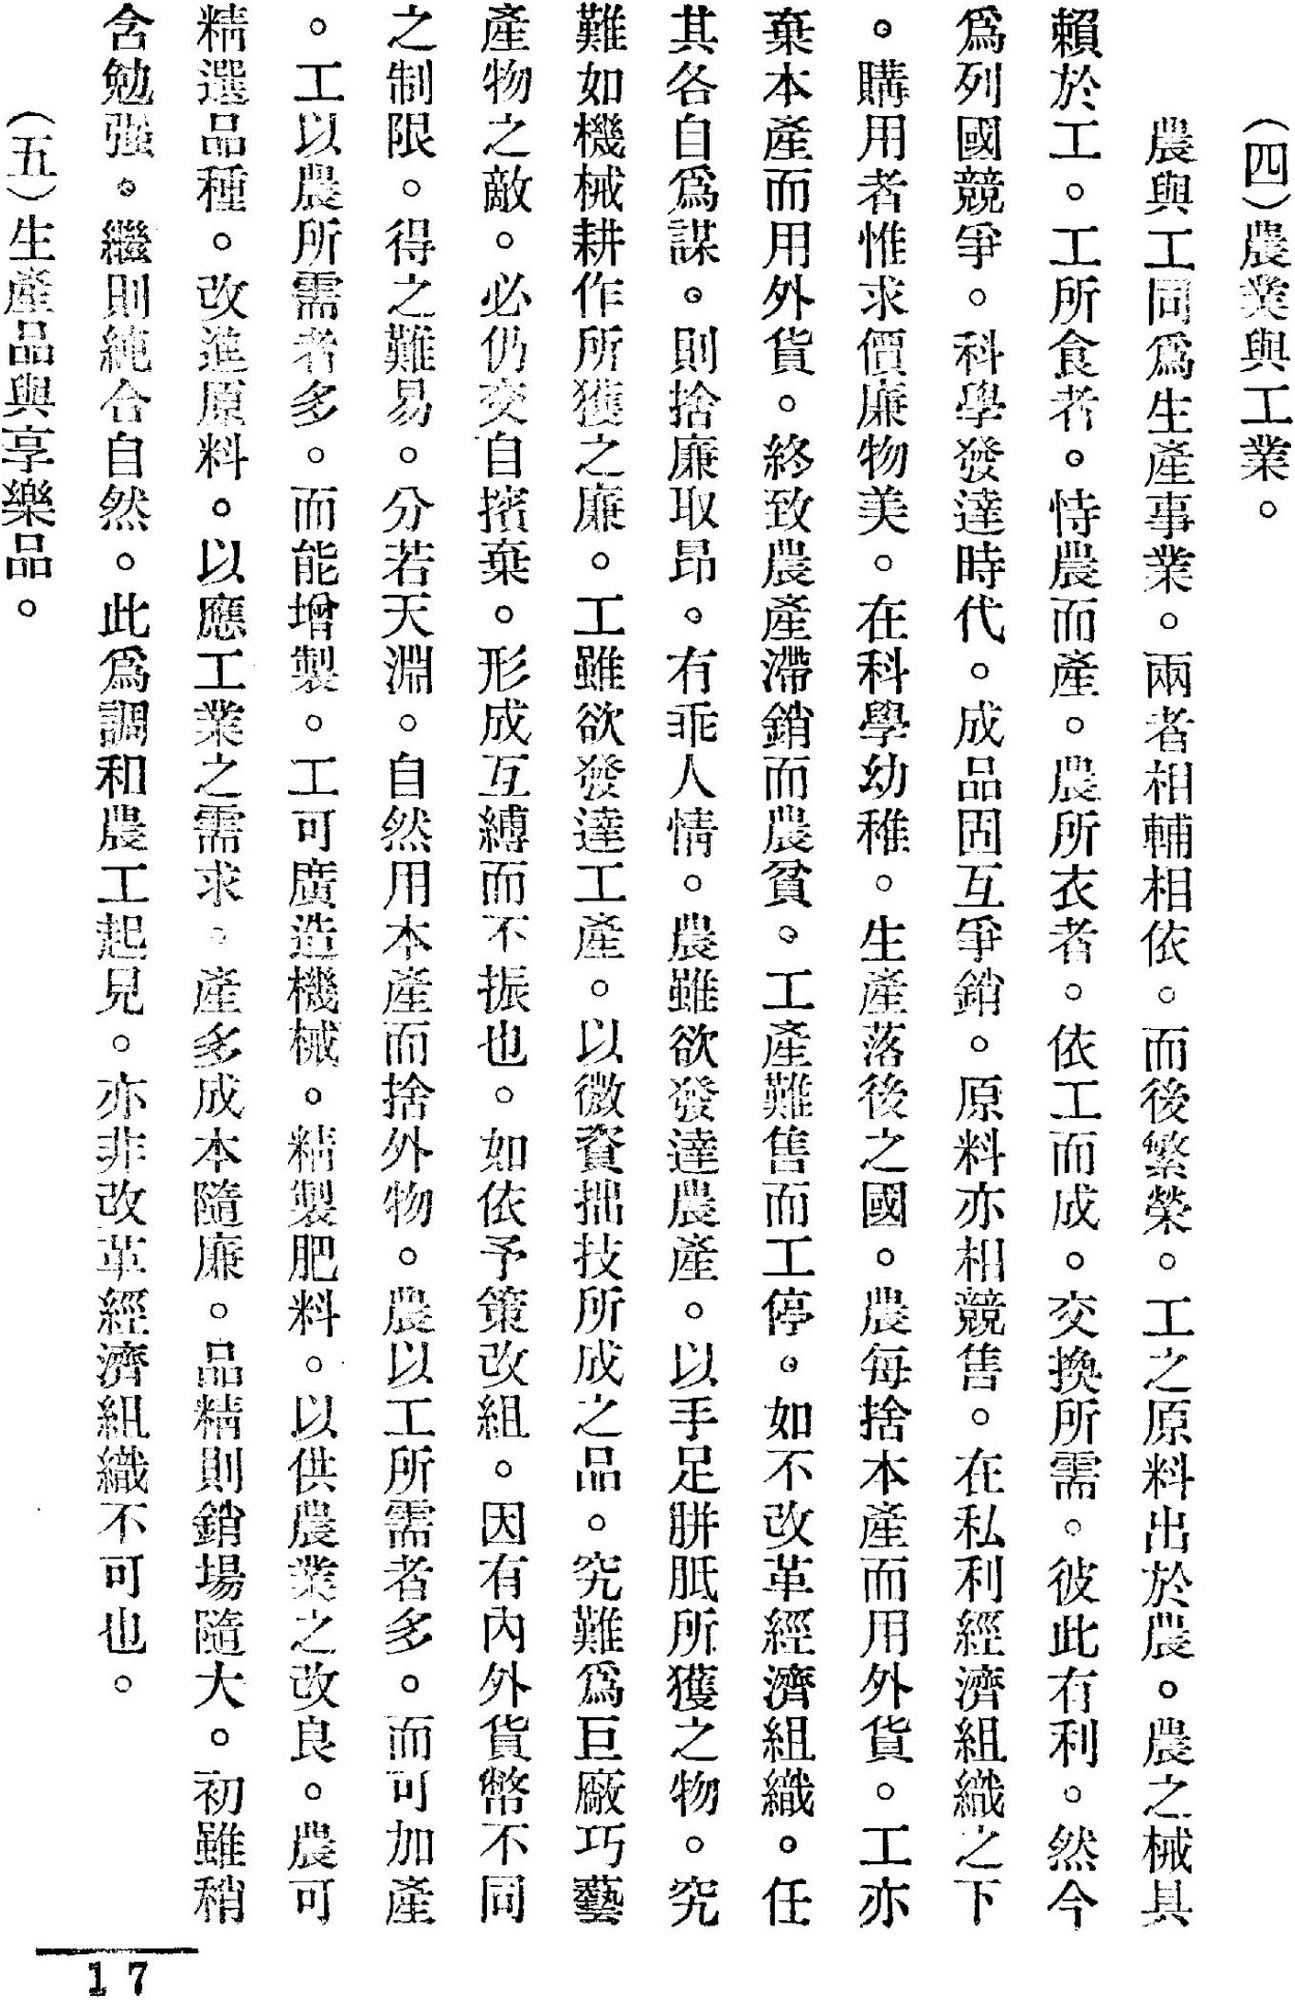 （四）農業與工業。
農與工同爲生產事業。兩者相輔相依。而後繁榮。工之原料出於農。農之械具
賴於工。工所食者。恃農而產。農所衣者。依工而成。交換所需。彼此有利。然今
爲列國競爭。科學發達時代。成品固互爭銷。原料亦相競售。在私利經濟組織之下
。購用者惟求價廉物美。在科學幼稚。生產落後之國。農每捨本產而用外貨。工亦
棄本產而用外貨。終致農產滯銷而農貧。工產難售而工停。如不改革經濟組織。任
其各自爲謀。則捨廉取昂。有乖人情。農雖欲發達農產。以手足胼胝所獲之物。究
難如機械耕作所獲之廉。工雖欲發達工產。以微資拙技所成之品。究難爲巨廠巧藝
產物之敵。必仍交自擯棄。形成互縛而不振也。如依予策改組。因有內外貨幣不同
之制限。得之難易。分若天淵。自然用本產而捨外物。農以工所需者多。而可加產
。工以農所需者多。而能增製。工可廣造機械。精製肥料。以供農業之改良。農可
精選品種。改進原料。以應工業之需求。產多成本隨廉。品精則銷場隨大。初雖稍
含勉强。繼則純合自然。此爲調和農工起見。亦非改革經濟組織不可也。
（五）生產品與享樂品。
17